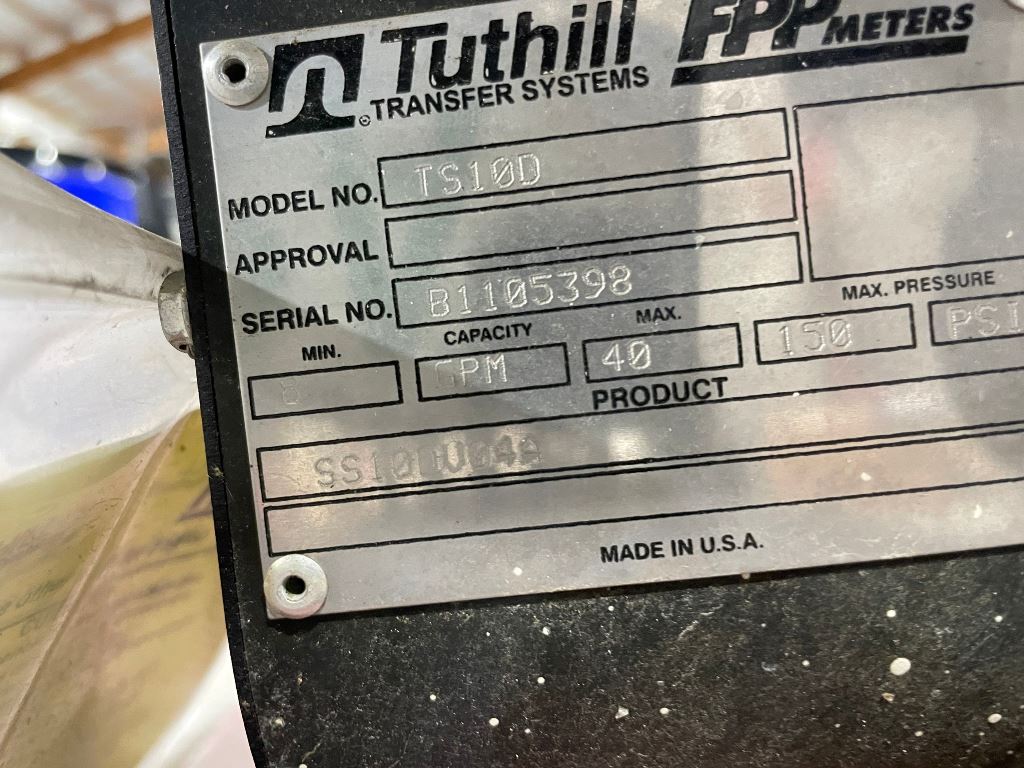 Tuthill FPP METERS
TRANSFER SYSTEMS
MODEL NO. TS10D
APPROVAL
SERIAL NO. B1105398
MAX. PRESSURE
MIN. CAPACITY MAX.
8 GPM 40 150 PSI
PRODUCT
MADE IN U.S.A.